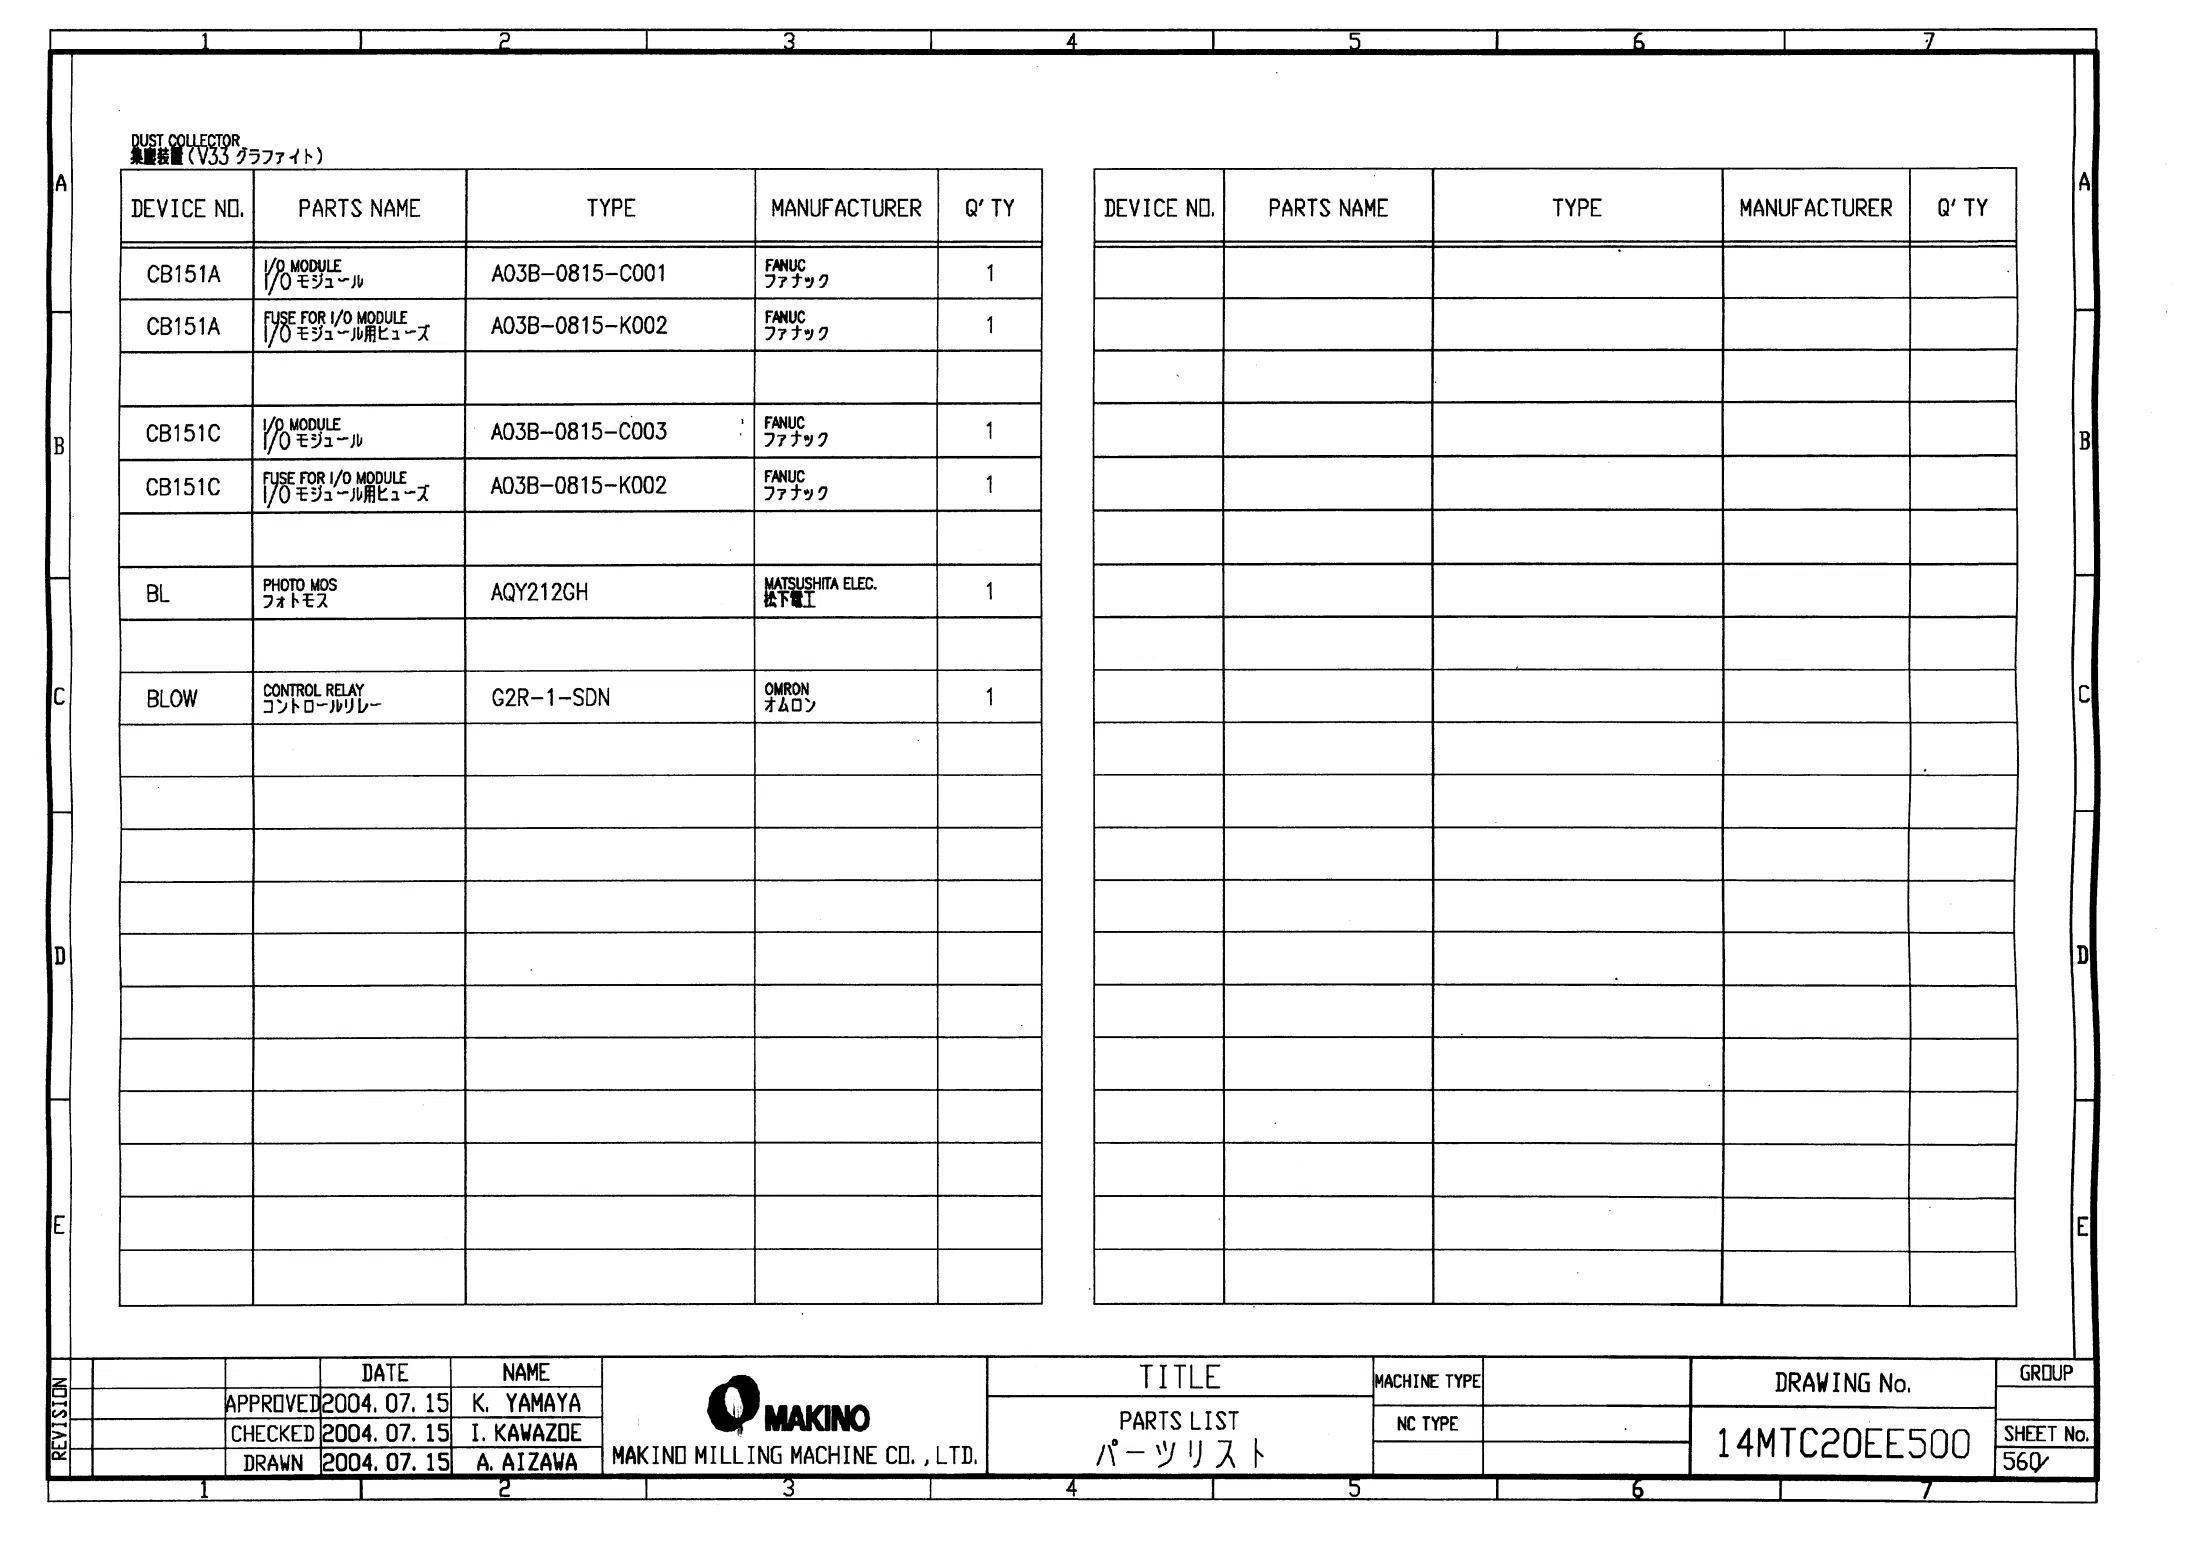 1 2 3 4 5 6 7
DUST COLLECTOR
集塵装置(V33 グラファイト)
DEVICE NO. PARTS NAME TYPE MANUFACTURER Q' TY
CB151A I/O MODULE A03B-0815-C001 FANUC 1
I/O モジュール ファナック
CB151A FUSE FOR I/O MODULE A03B-0815-K002 FANUC 1
I/O モジュール用ヒューズ ファナック
CB151C I/O MODULE A03B-0815-C003 FANUC 1
I/O モジュール ファナック
CB151C FUSE FOR I/O MODULE A03B-0815-K002 FANUC 1
I/O モジュール用ヒューズ ファナック
BL PHOTO MOS AQY212GH MATSUSHITA ELEC. 1
フォトモス 松下電工
BLOW CONTROL RELAY G2R-1-SDN OMRON 1
コントロールリレー オムロン
DEVICE NO. PARTS NAME TYPE MANUFACTURER Q' TY
A A
B B
C C
D D
E E
REVISION
DATE NAME
APPROVED 2004. 07. 15 K. YAMAYA
CHECKED 2004. 07. 15 I. KAWAZOE
DRAWN 2004. 07. 15 A. AIZAWA
MAKINO
MAKINO MILLING MACHINE CO. , LTD.
TITLE
PARTS LIST
パーツリスト
MACHINE TYPE
NC TYPE
DRAWING No.
14MTC20EE500
GROUP
SHEET No.
560/
1 2 3 4 5 6 7